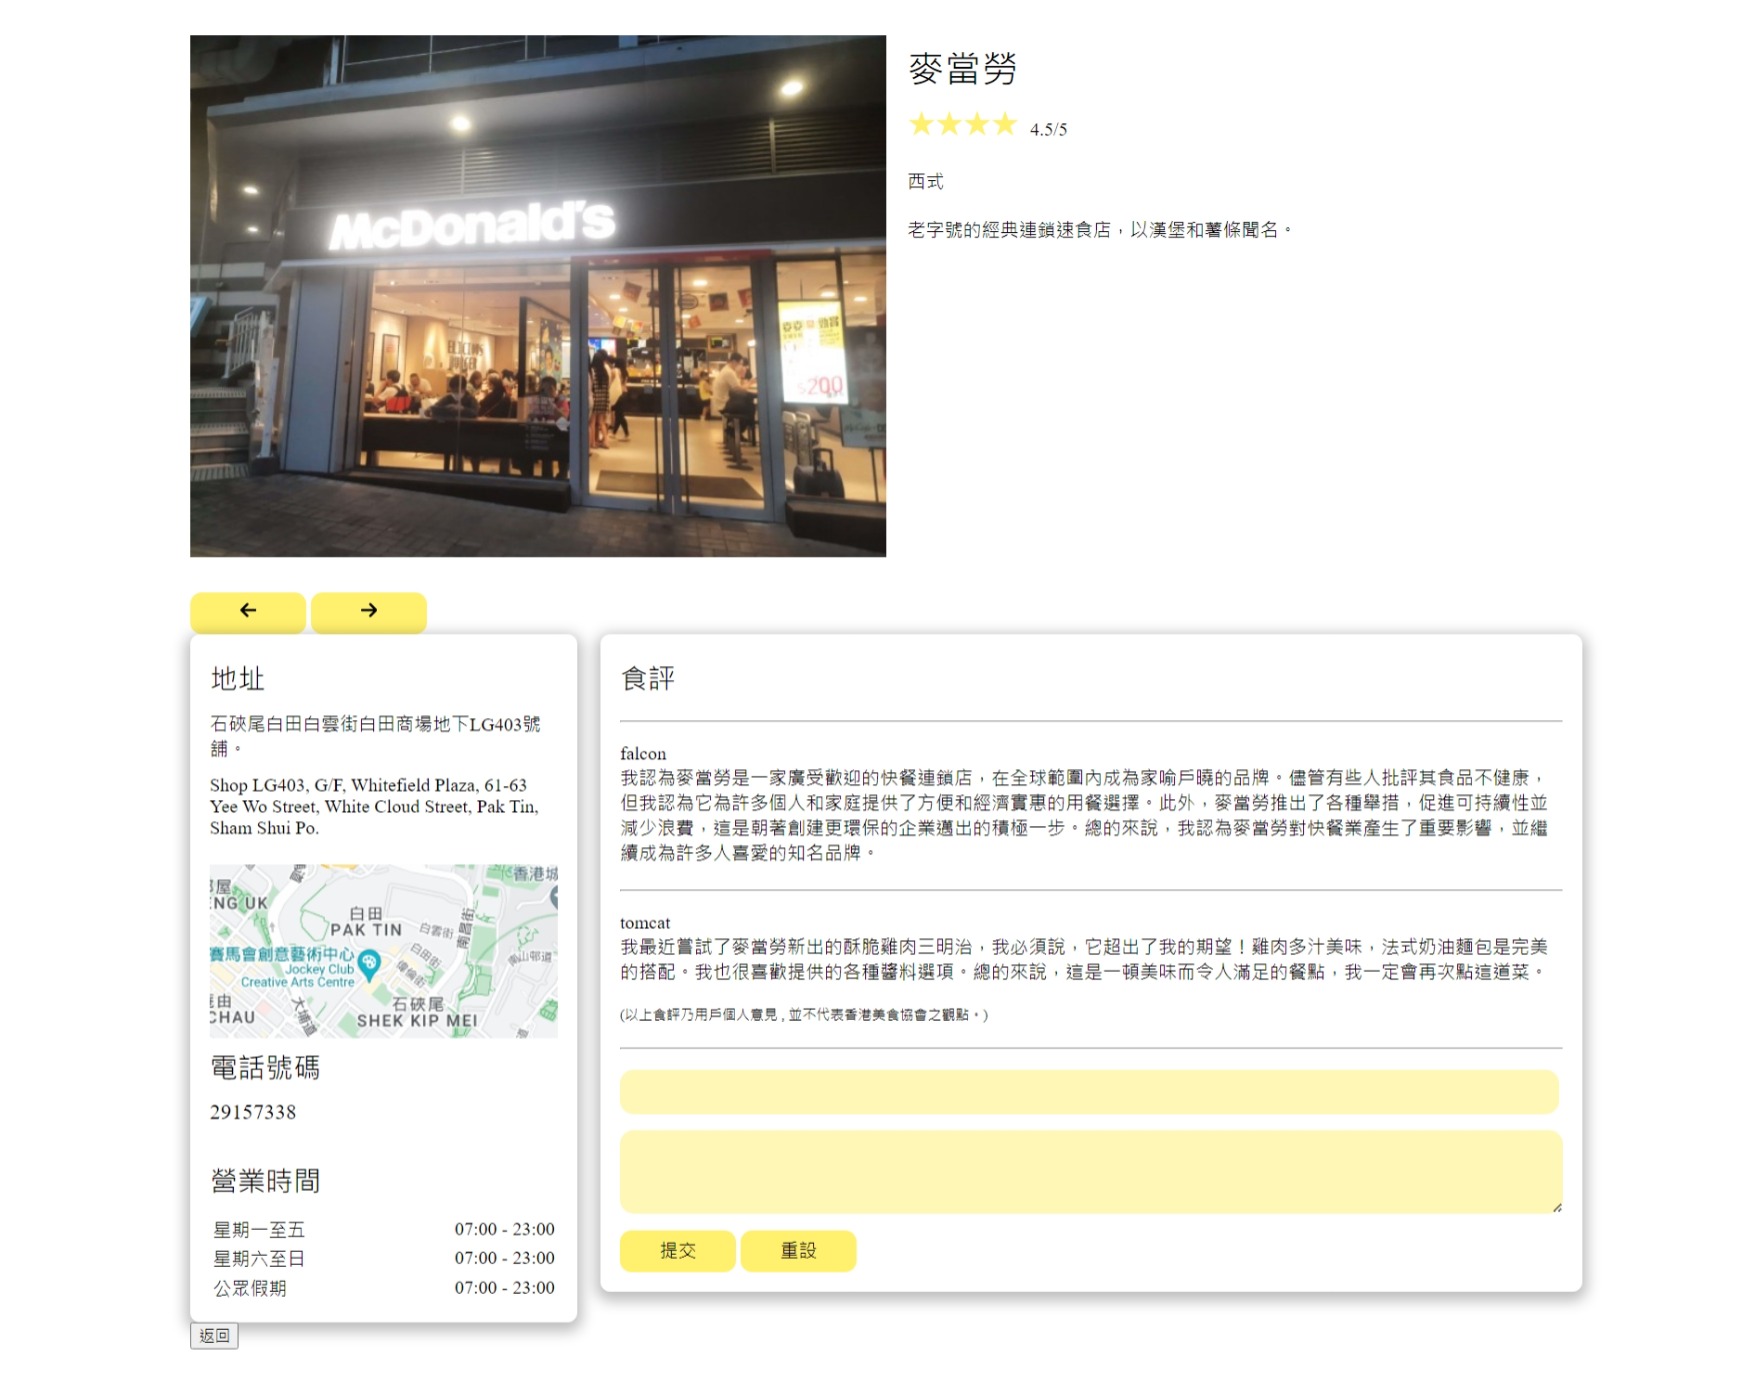 McDonald's
$200
麥當勞
4.5/5
西式
老字號的經典連鎖速食店，以漢堡和薯條聞名。
地址
石硤尾白田白雲街白田商場地下LG403號
舖。
Shop LG403, G/F, Whitefield Plaza, 61-63
Yee Wo Street, White Cloud Street, Pak Tin,
Sham Shui Po.
香港城
NG UK
白田
PAK TIN
白雲街
南昌街
白田街
偉倫街
賽馬會創意藝術中心
Jockey Club
Creative Arts Centre
大埔道
石硤尾
CHAU
SHEK KIP MEI
電話號碼
29157338
營業時間
星期一至五 07:00 - 23:00
星期六至日 07:00 - 23:00
公眾假期 07:00 - 23:00
返回
食評
falcon
我認為麥當勞是一家廣受歡迎的快餐連鎖店，在全球範圍內成為家喻戶曉的品牌。儘管有些人批評其食品不健康，
但我認為它為許多個人和家庭提供了方便和經濟實惠的用餐選擇。此外，麥當勞推出了各種舉措，促進可持續性並
減少浪費，這是朝著創建更環保的企業邁出的積極一步。總的來說，我認為麥當勞對快餐業產生了重要影響，並繼
續成為許多人喜愛的知名品牌。
tomcat
我最近嘗試了麥當勞新出的酥脆雞肉三明治，我必須說，它超出了我的期望！雞肉多汁美味，法式奶油麵包是完美
的搭配。我也很喜歡提供的各種醬料選項。總的來說，這是一頓美味而令人滿足的餐點，我一定會再次點這道菜。
(以上食評乃用戶個人意見 , 並不代表香港美食協會之觀點。)
提交
重設